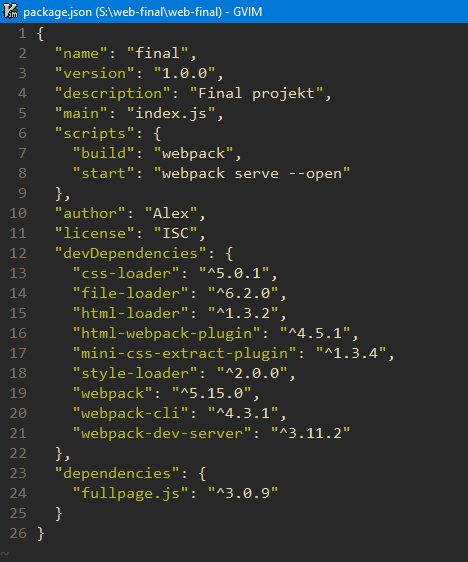 package.json (S:\web-final\web-final) - GVIM
1 {
2   "name": "final",
3   "version": "1.0.0",
4   "description": "Final projekt",
5   "main": "index.js",
6   "scripts": {
7     "build": "webpack",
8     "start": "webpack serve --open"
9   },
10   "author": "Alex",
11   "license": "ISC",
12   "devDependencies": {
13     "css-loader": "^5.0.1",
14     "file-loader": "^6.2.0",
15     "html-loader": "^1.3.2",
16     "html-webpack-plugin": "^4.5.1",
17     "mini-css-extract-plugin": "^1.3.4",
18     "style-loader": "^2.0.0",
19     "webpack": "^5.15.0",
20     "webpack-cli": "^4.3.1",
21     "webpack-dev-server": "^3.11.2"
22   },
23   "dependencies": {
24     "fullpage.js": "^3.0.9"
25   }
26 }
~